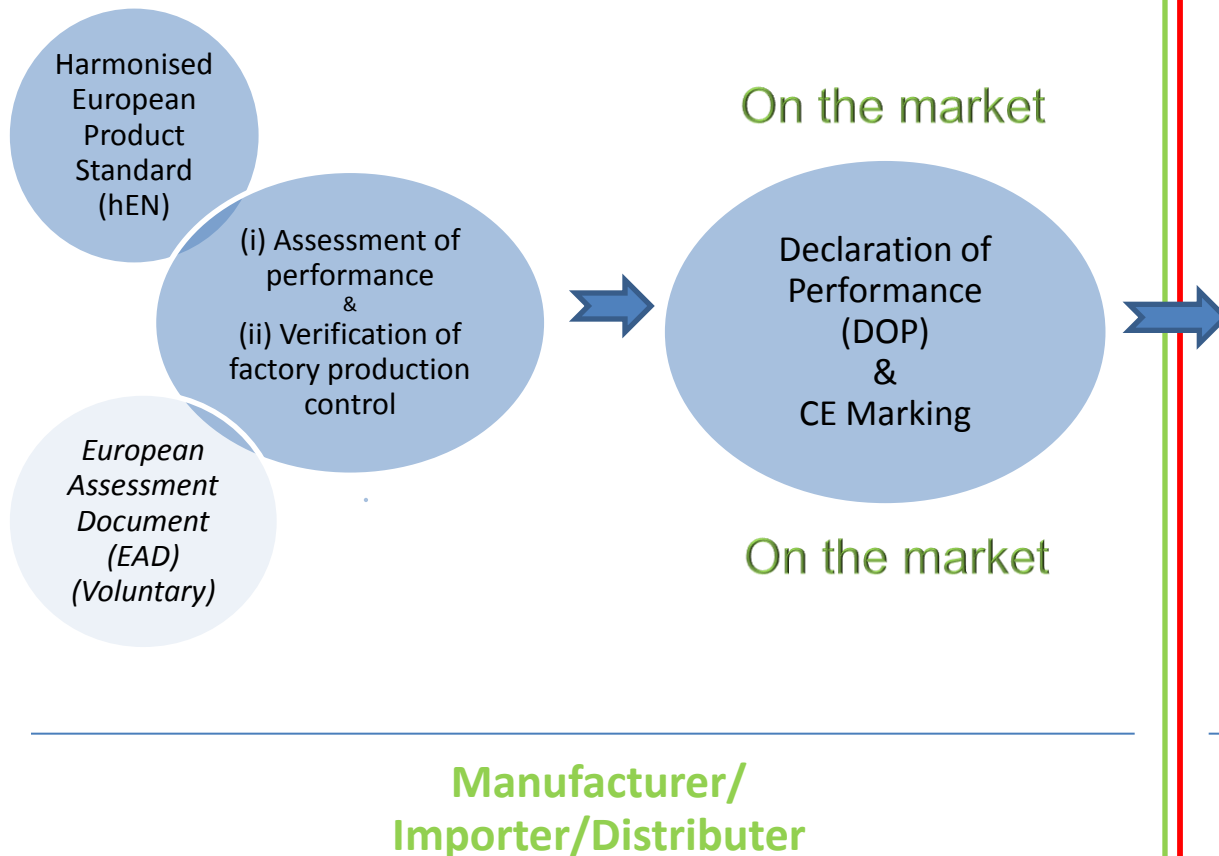 Harmonised
European
Product
Standard
(hEN)
(i) Assessment of
performance
&
(ii) Verification of
factory production
control
European
Assessment
Document
(EAD)
(Voluntary)
On the market
Declaration of
Performance
(DOP)
&
CE Marking
On the market
Manufacturer/
Importer/Distributer